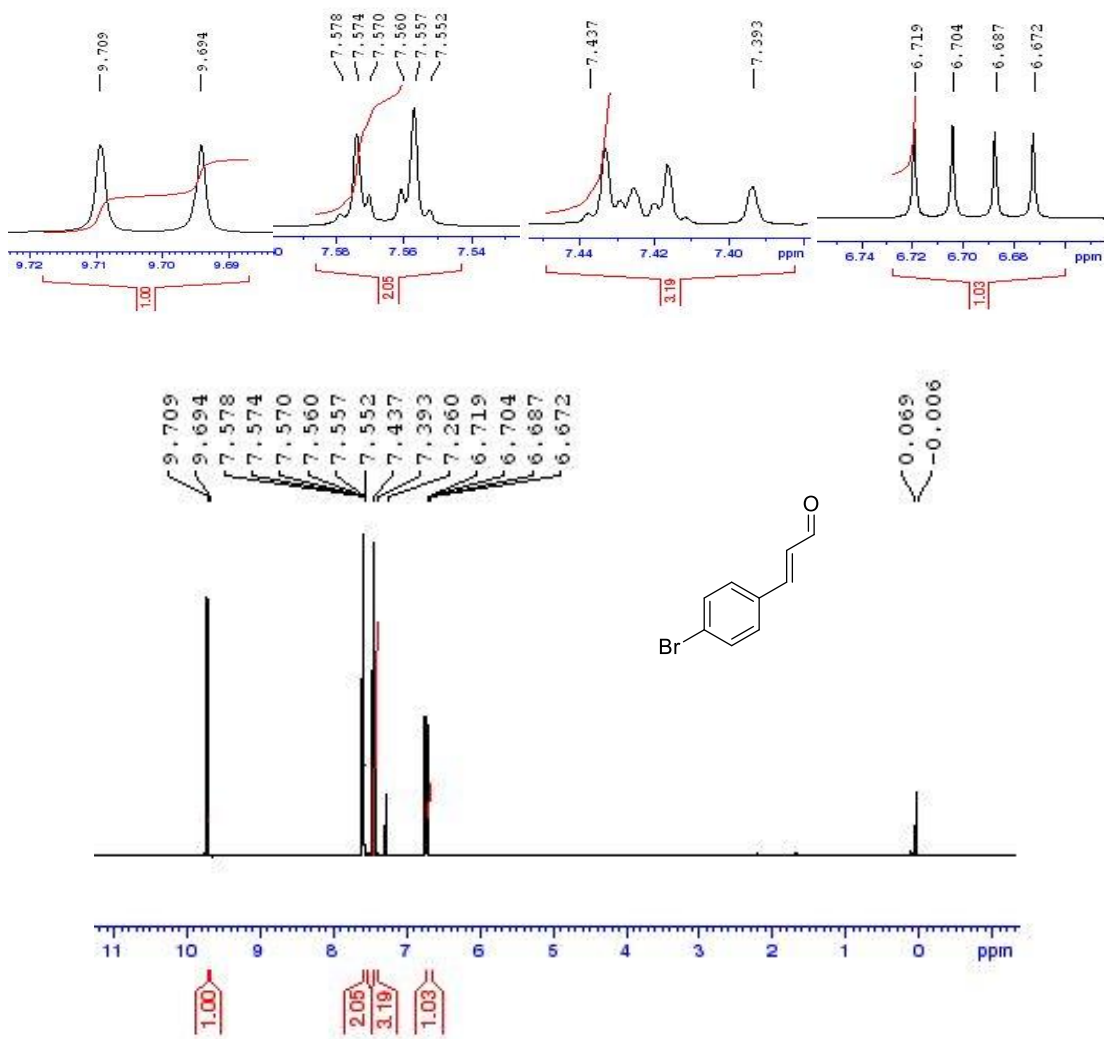 9.709 9.694 7.578 7.574 7.570 7.560 7.557 7.552 7.437 7.393 6.719 6.704 6.687 6.672
9.72 9.71 9.70 9.69 0 7.58 7.56 7.54 7.44 7.42 7.40 ppm 6.74 6.72 6.70 6.68 ppm
1.00 2.05 3.19 1.03
9.709 9.694 7.578 7.574 7.570 7.560 7.557 7.552 7.437 7.393 7.260 6.719 6.704 6.687 6.672 0.069 -0.006
O
Br
11 10 9 8 7 6 5 4 3 2 1 0 ppm
1.00 2.05 3.19 1.03